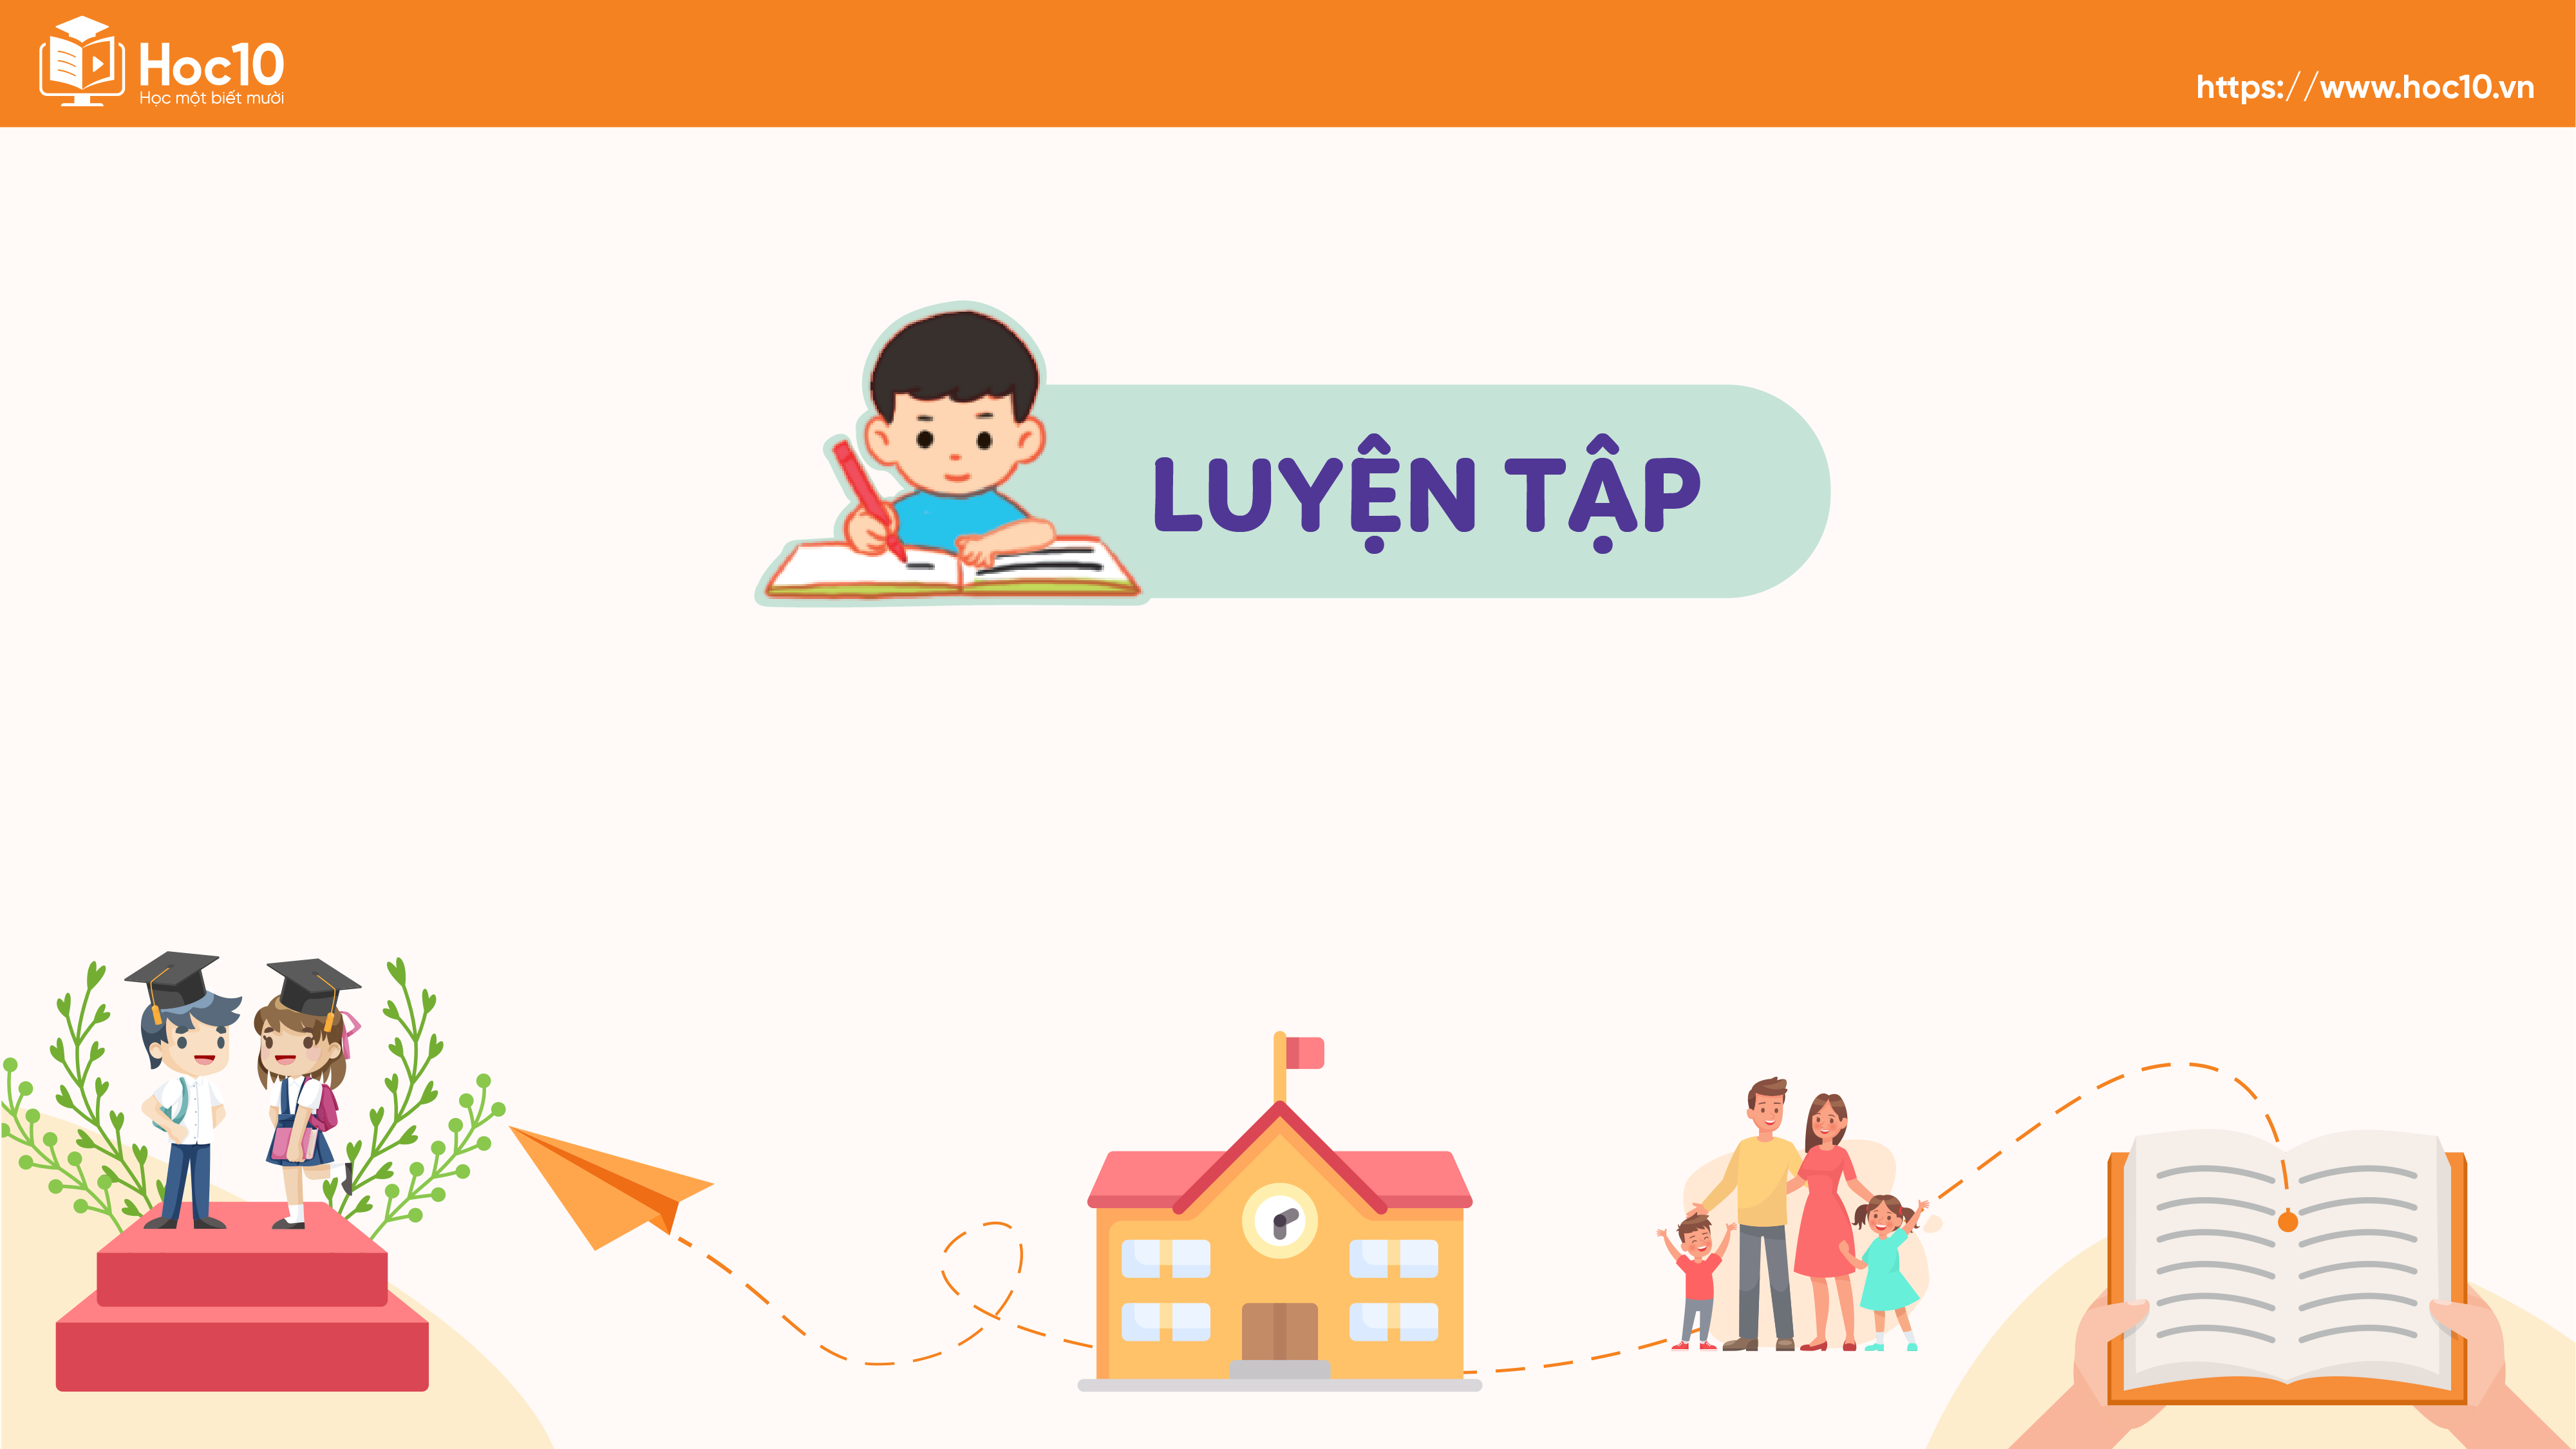 Hoc10
Học một biết mười
https://www.hoc10.vn
LUYỆN TẬP